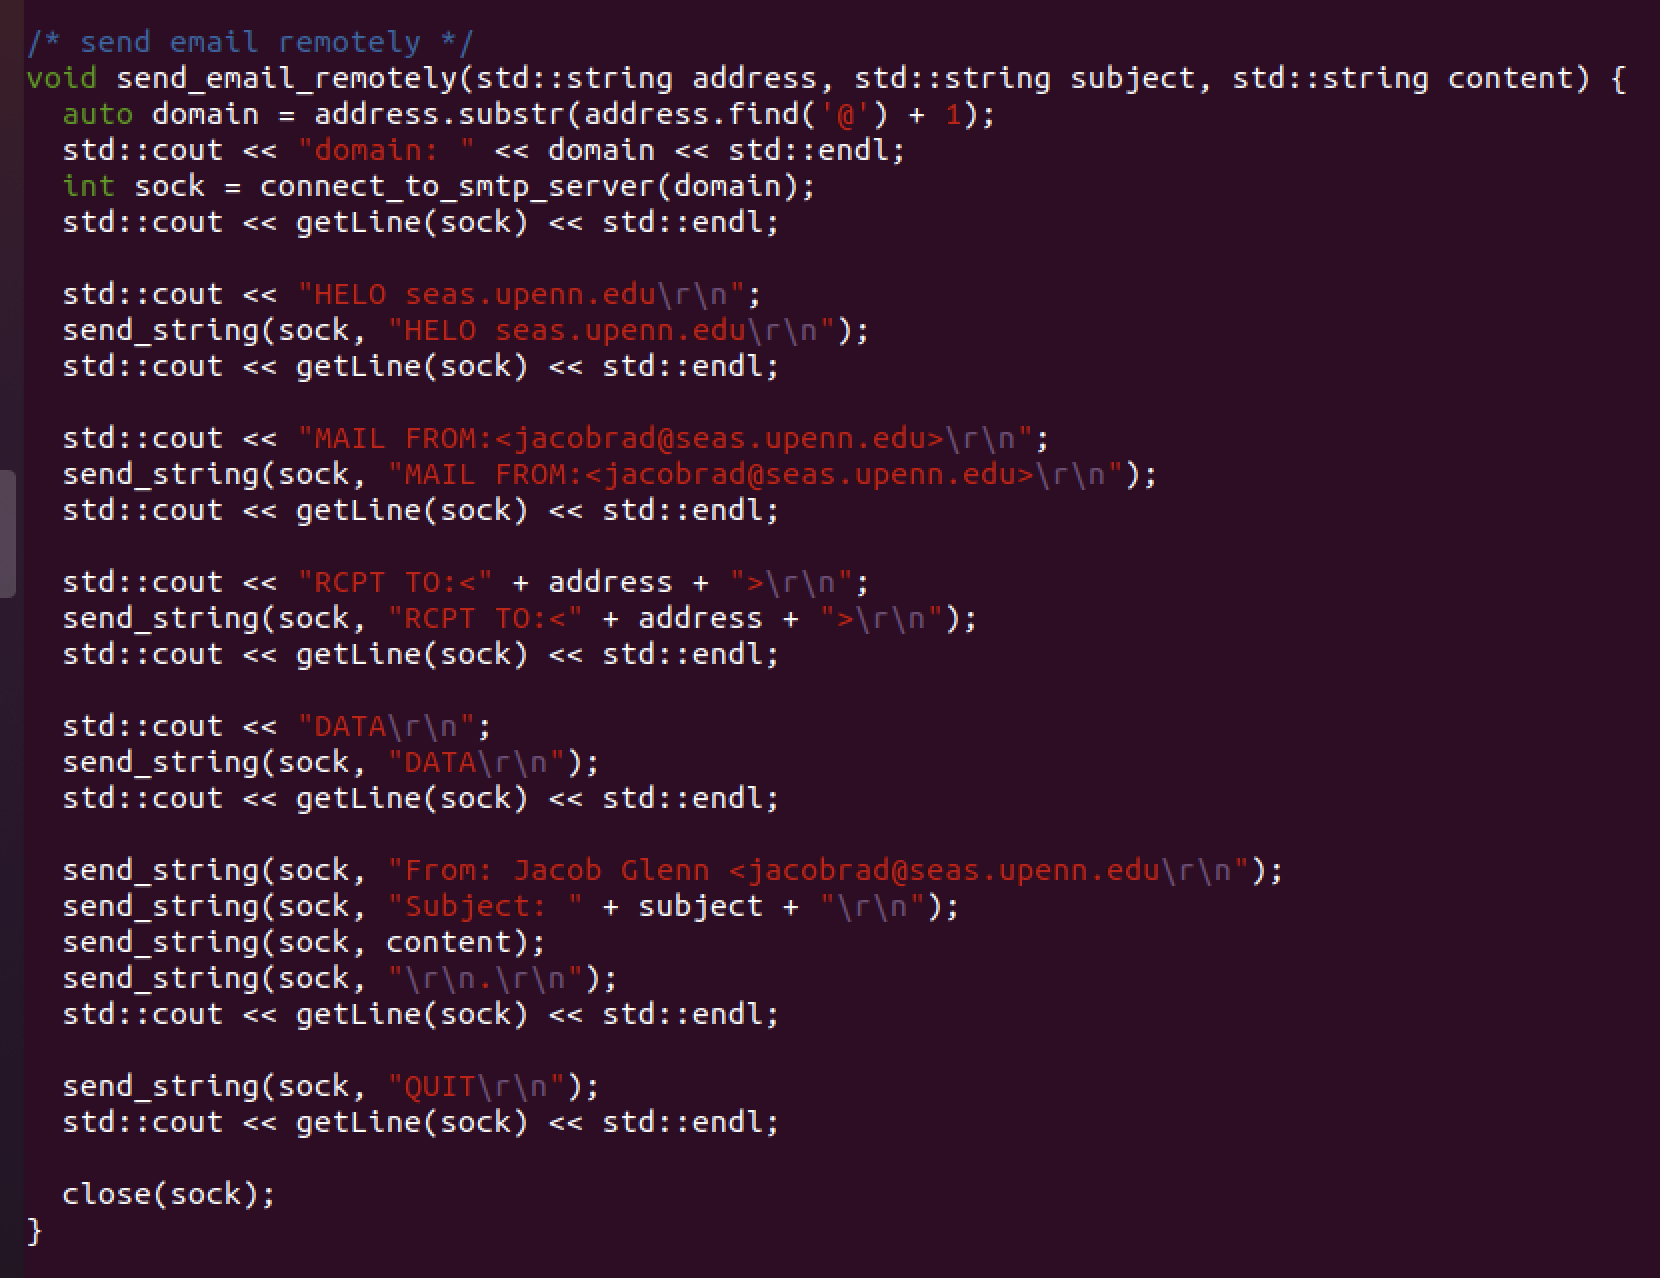 /* send email remotely */
void send_email_remotely(std::string address, std::string subject, std::string content) {
  auto domain = address.substr(address.find('@') + 1);
  std::cout << "domain: " << domain << std::endl;
  int sock = connect_to_smtp_server(domain);
  std::cout << getLine(sock) << std::endl;

  std::cout << "HELO seas.upenn.edu\r\n";
  send_string(sock, "HELO seas.upenn.edu\r\n");
  std::cout << getLine(sock) << std::endl;

  std::cout << "MAIL FROM:<jacobrad@seas.upenn.edu>\r\n";
  send_string(sock, "MAIL FROM:<jacobrad@seas.upenn.edu>\r\n");
  std::cout << getLine(sock) << std::endl;

  std::cout << "RCPT TO:<" + address + ">\r\n";
  send_string(sock, "RCPT TO:<" + address + ">\r\n");
  std::cout << getLine(sock) << std::endl;

  std::cout << "DATA\r\n";
  send_string(sock, "DATA\r\n");
  std::cout << getLine(sock) << std::endl;

  send_string(sock, "From: Jacob Glenn <jacobrad@seas.upenn.edu\r\n");
  send_string(sock, "Subject: " + subject + "\r\n");
  send_string(sock, content);
  send_string(sock, "\r\n.\r\n");
  std::cout << getLine(sock) << std::endl;

  send_string(sock, "QUIT\r\n");
  std::cout << getLine(sock) << std::endl;

  close(sock);
}